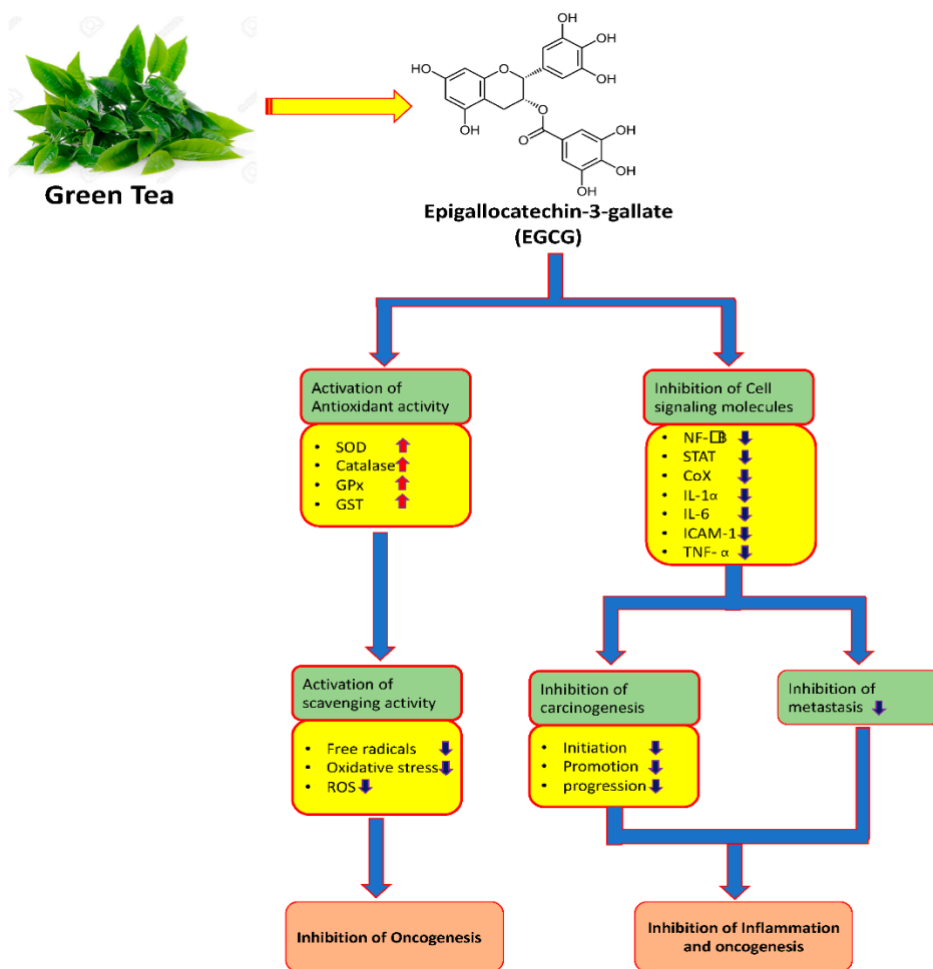 OH
OH
HO
O
OH
OH
O
O
OH
OH
OH
Green Tea
Epigallocatechin-3-gallate
(EGCG)
Activation of
Antioxidant activity
• SOD
• Catalase
• GPx
• GST
Inhibition of Cell
signaling molecules
• NF-□B
• STAT
• CoX
• IL-1α
• IL-6
• ICAM-1
• TNF- α
Activation of
scavenging activity
• Free radicals
• Oxidative stress
• ROS
Inhibition of
carcinogenesis
• Initiation
• Promotion
• progression
Inhibition of
metastasis
Inhibition of Oncogenesis
Inhibition of Inflammation
and oncogenesis